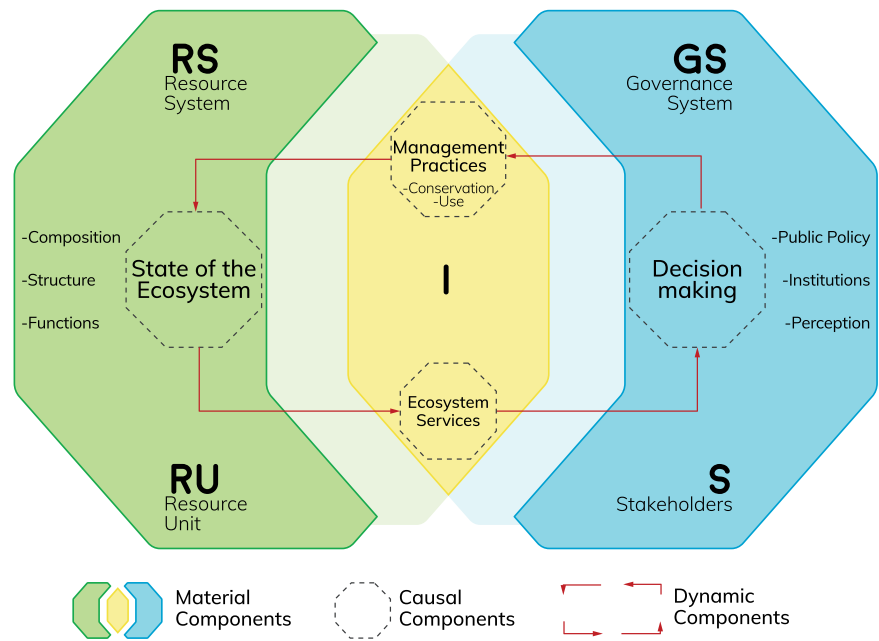 RS
Resource
System
GS
Governance
System
Management
Practices
-Conservation
-Use
-Composition
-Structure
-Functions
State of the
Ecosystem
I
Decision
making
-Public Policy
-Institutions
-Perception
Ecosystem
Services
RU
Resource
Unit
S
Stakeholders
Material
Components
Causal
Components
Dynamic
Components